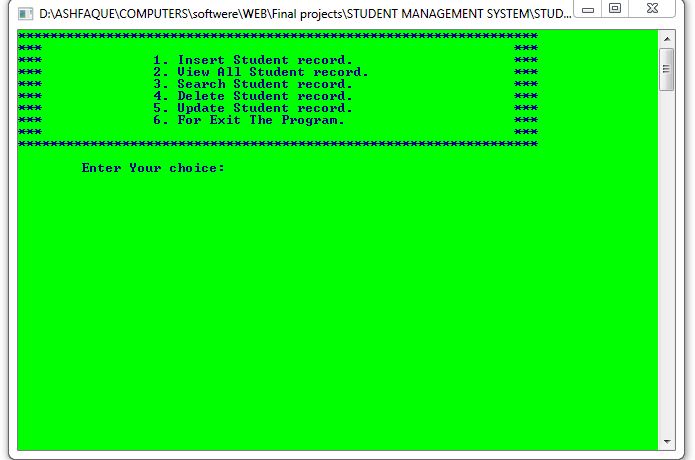 D:\ASHFAQUE\COMPUTERS\softwere\WEB\Final projects\STUDENT MANAGEMENT SYSTEM\STUD...
*****************************************************************
*** ***
*** 1. Insert Student record. ***
*** 2. View All Student record. ***
*** 3. Search Student record. ***
*** 4. Delete Student record. ***
*** 5. Update Student record. ***
*** 6. For Exit The Program. ***
*** ***
*****************************************************************
Enter Your choice: